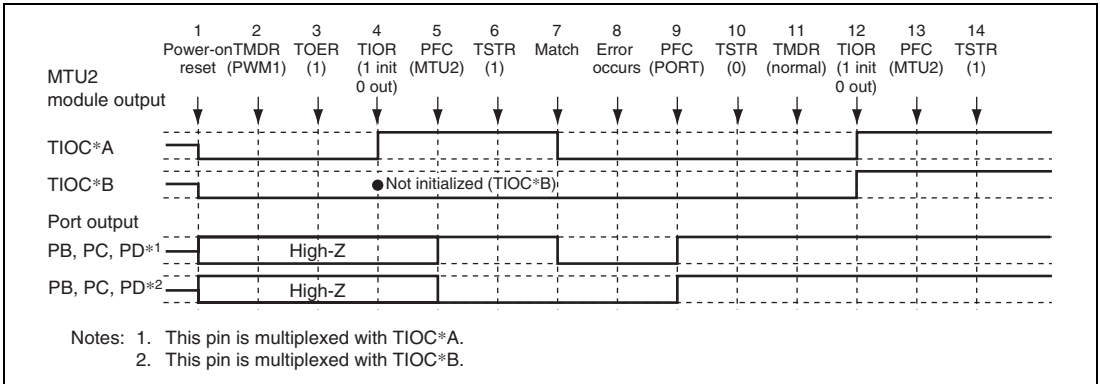 1 2 3 4 5 6 7 8 9 10 11 12 13 14
Power-on TMDR TOER TIOR PFC TSTR Match Error PFC TSTR TMDR TIOR PFC TSTR
reset (PWM1) (1) (1 init (MTU2) (1) occurs (PORT) (0) (normal) (1 init (MTU2) (1)
0 out) 0 out)
MTU2
module output
TIOC*A
TIOC*B
●Not initialized (TIOC*B)
Port output
PB, PC, PD*1
High-Z
PB, PC, PD*2
High-Z
Notes: 1. This pin is multiplexed with TIOC*A.
2. This pin is multiplexed with TIOC*B.